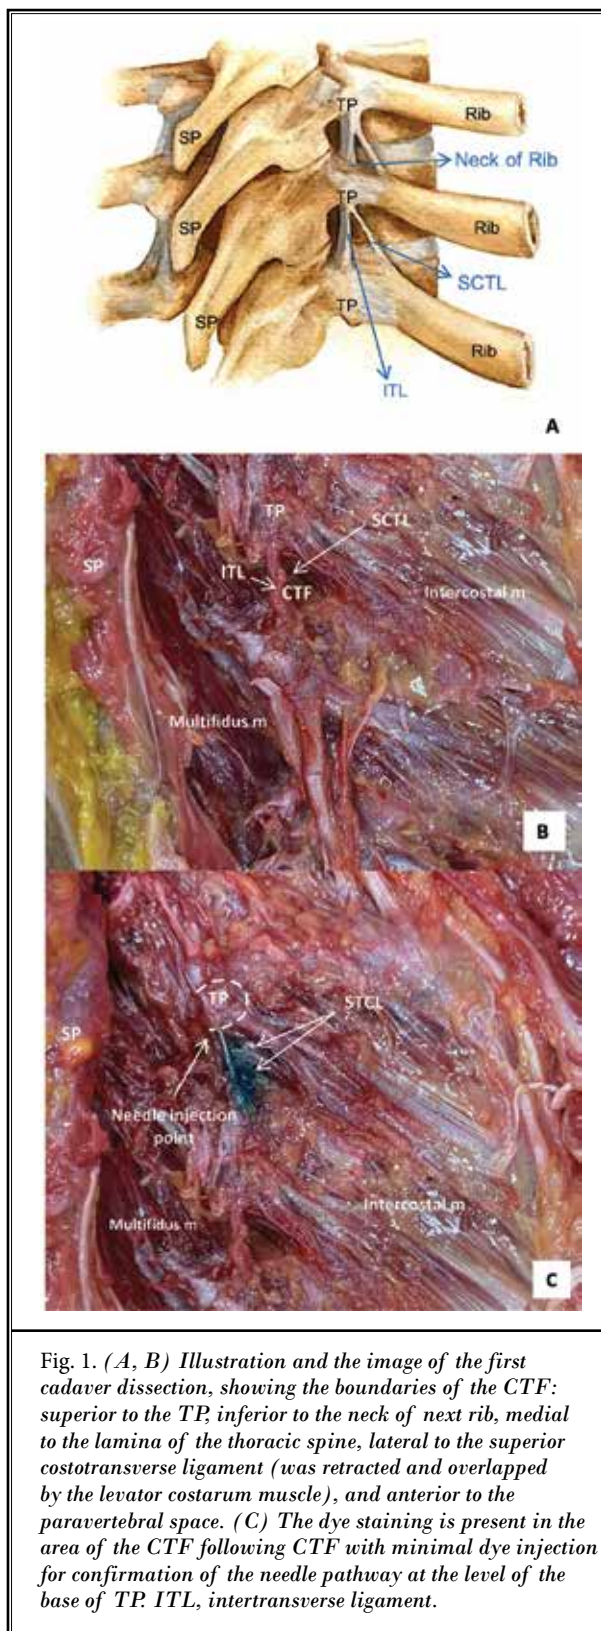 TP
Rib
SP
Neck of Rib
TP
SP
Rib
SCTL
SP
TP
Rib
ITL
A
TP
SCTL
SP
ITL
CTF
Intercostal m
Multifidus m
B
TP
STCL
SP
Needle injection
point
Intercostal m
Multifidus m
C
Fig. 1. (A, B) Illustration and the image of the first
cadaver dissection, showing the boundaries of the CTF:
superior to the TP, inferior to the neck of next rib, medial
to the lamina of the thoracic spine, lateral to the superior
costotransverse ligament (was retracted and overlapped
by the levator costarum muscle), and anterior to the
paravertebral space. (C) The dye staining is present in the
area of the CTF following CTF with minimal dye injection
for confirmation of the needle pathway at the level of the
base of TP. ITL, intertransverse ligament.